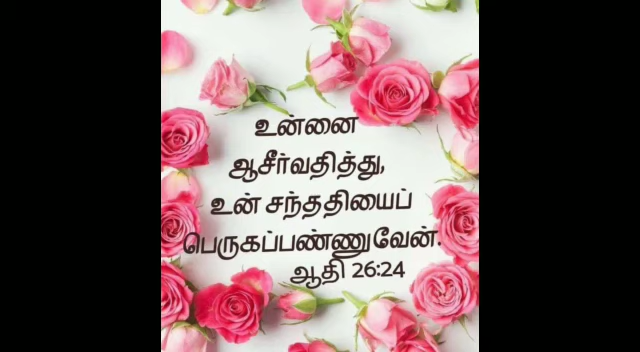 உன்னை
ஆசீர்வதித்து,
உன் சந்ததியைப்
பெருகப்பண்ணுவேன்.
ஆதி 26:24